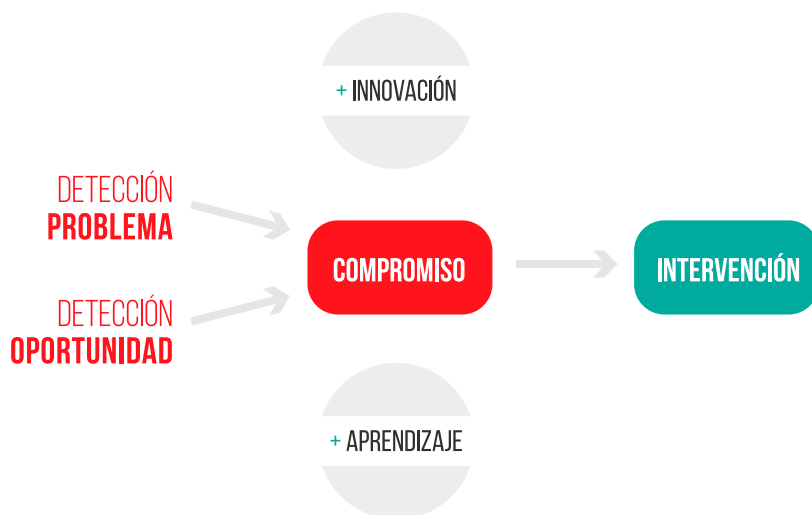 + INNOVACIÓN
DETECCIÓN
PROBLEMA
COMPROMISO
INTERVENCIÓN
DETECCIÓN
OPORTUNIDAD
+ APRENDIZAJE